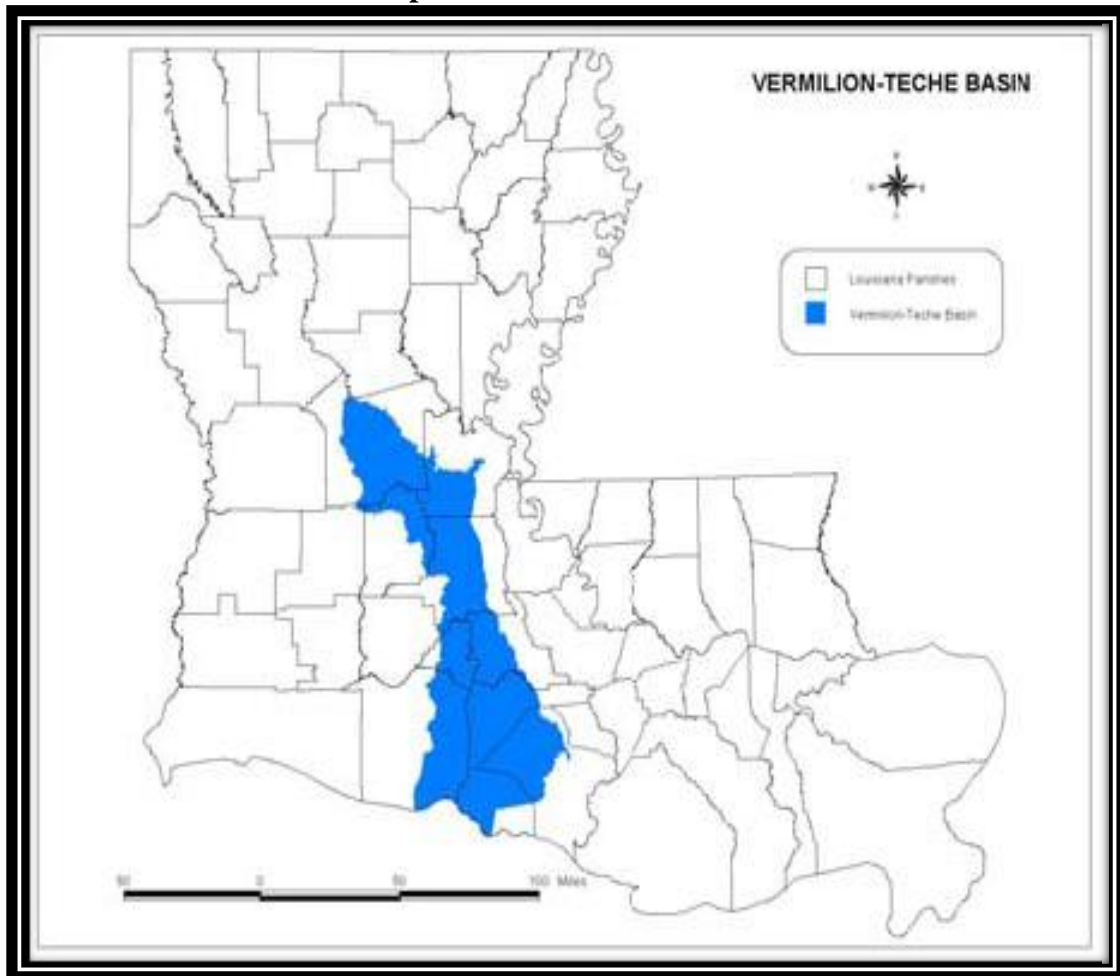 VERMILION-TECHE BASIN
N
Louisiana Parishes
Vermilion-Teche Basin
50 0 50 100 Miles